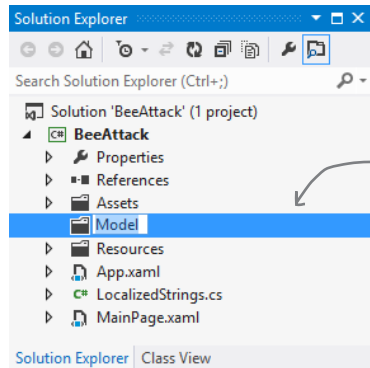 Solution Explorer
Search Solution Explorer (Ctrl+;)
Solution 'BeeAttack' (1 project)
C# BeeAttack
Properties
References
Assets
Model
Resources
App.xaml
C# LocalizedStrings.cs
MainPage.xaml
Solution Explorer Class View